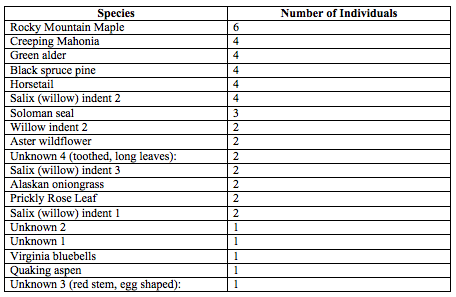 Species Number of Individuals
Rocky Mountain Maple 6
Creeping Mahonia 4
Green alder 4
Black spruce pine 4
Horsetail 4
Salix (willow) indent 2 4
Soloman seal 3
Willow indent 2 2
Aster wildflower 2
Unknown 4 (toothed, long leaves): 2
Salix (willow) indent 3 2
Alaskan oniongrass 2
Prickly Rose Leaf 2
Salix (willow) indent 1 2
Unknown 2 1
Unknown 1 1
Virginia bluebells 1
Quaking aspen 1
Unknown 3 (red stem, egg shaped): 1